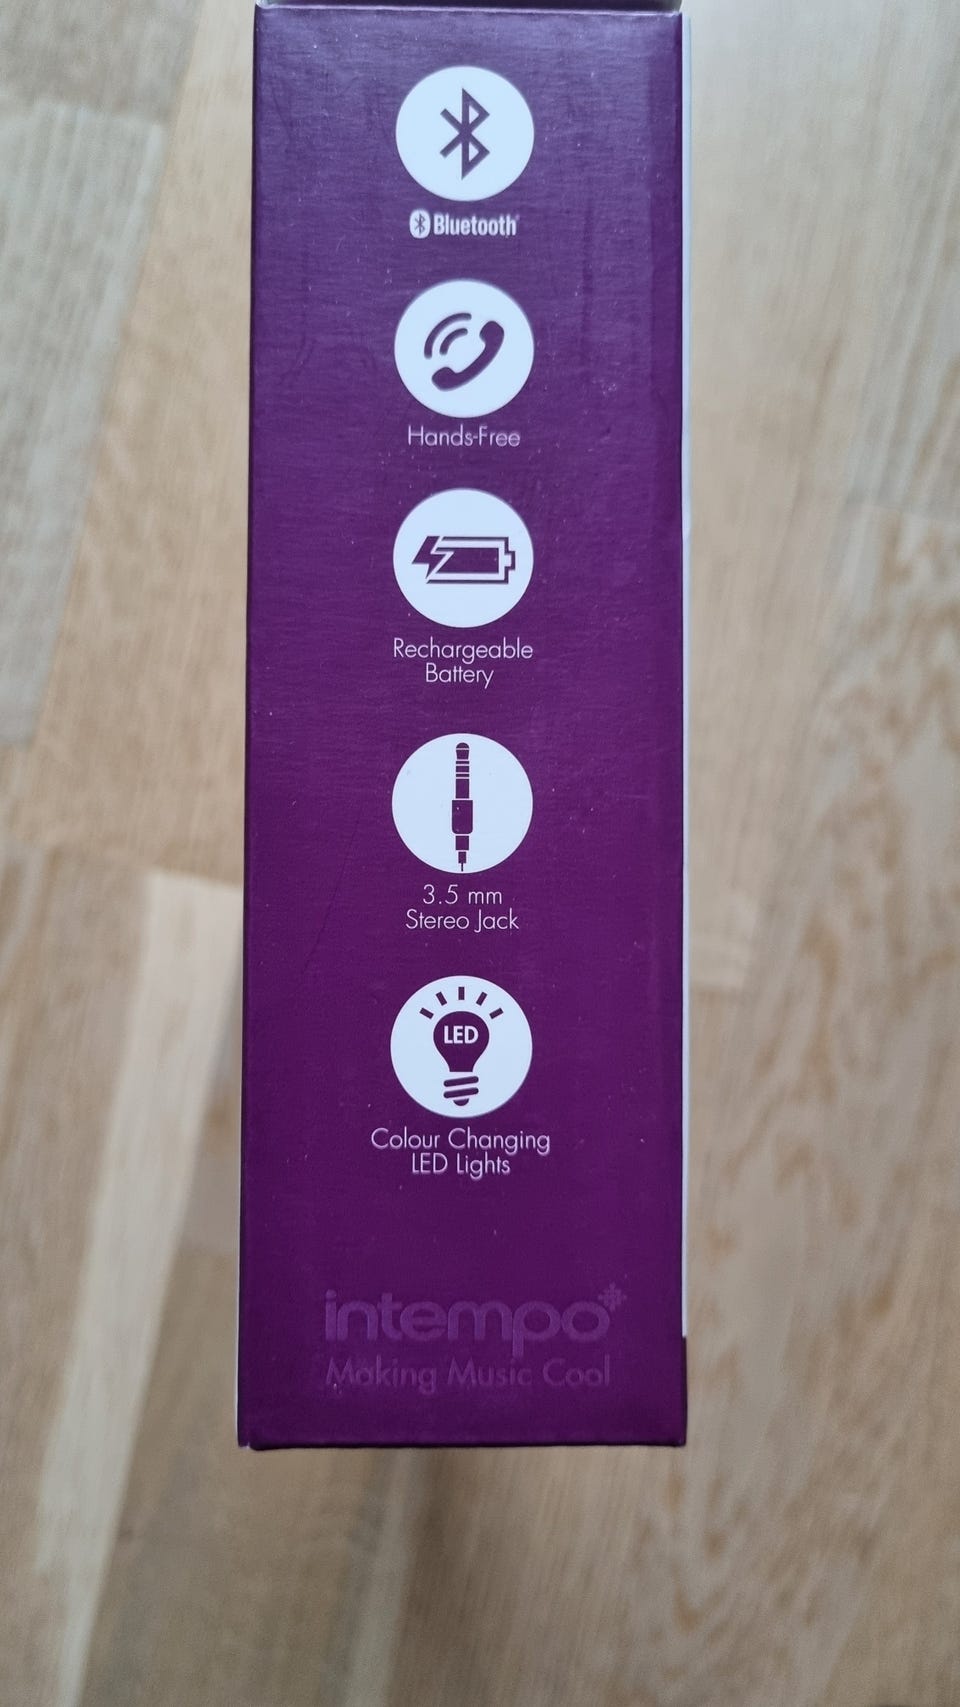 Bluetooth®
Hands-Free
Rechargeable
Battery
3.5 mm
Stereo Jack
LED
Colour Changing
LED Lights
intempo
Making Music Cool